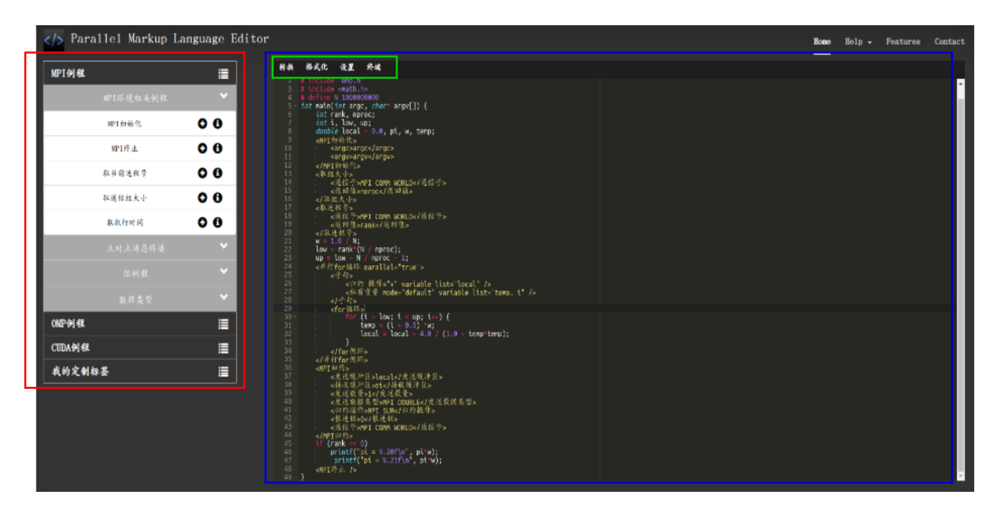 </> Parallel Markup Language Editor
Home Help Features Contact
MPI例程
MPI环境相关例程
MPI初始化
MPI终止
取当前进程号
取通信组大小
取执行时间
点对点消息传递
组例程
数据类型
OMP例程
CUDA例程
我的定制标签
转换 格式化 设置 终端
2 # include "omp.h"
3 # include <math.h>
4 # define N 1000000000
5 int main(int argc, char* argv[]) {
6 int rank, nproc;
7 int i, low, up;
8 double local = 0.0, pi, w, temp;
9 <MPI初始化>
10 <argc>argc</argc>
11 <argv>argv</argv>
12 </MPI初始化>
13 <取组大小>
14 <通信子>MPI_COMM_WORLD</通信子>
15 <返回值>nproc</返回值>
16 </取组大小>
17 <取进程号>
18 <通信子>MPI_COMM_WORLD</通信子>
19 <返回值>rank</返回值>
20 </取进程号>
21 w = 1.0 / N;
22 low = rank*(N / nproc);
23 up = low + N / nproc - 1;
24 <并行for循环 parallel="true">
25 <子句>
26 <归约 操作="+" variable_list="local" />
27 <私有变量 mode="default" variable_list="temp, i" />
28 </子句>
29 <for循环>
30 for (i = low; i < up; i++) {
31 temp = (i + 0.5) *w;
32 local = local + 4.0 / (1.0 + temp*temp);
33 }
34 </for循环>
35 </并行for循环>
36 <MPI归约>
37 <发送缓冲区>local</发送缓冲区>
38 <接收缓冲区>pi</接收缓冲区>
39 <发送数量>1</发送数量>
40 <发送数据类型>MPI_DOUBLE</发送数据类型>
41 <归约操作>MPI_SUM</归约操作>
42 <根进程>0</根进程>
43 <通信子>MPI_COMM_WORLD</通信子>
44 </MPI归约>
45 if (rank == 0)
46 printf("pi = %.20f\n", pi*w);
47 printf("pi = %.21f\n", pi*w);
48 <MPI终止 />
49 }